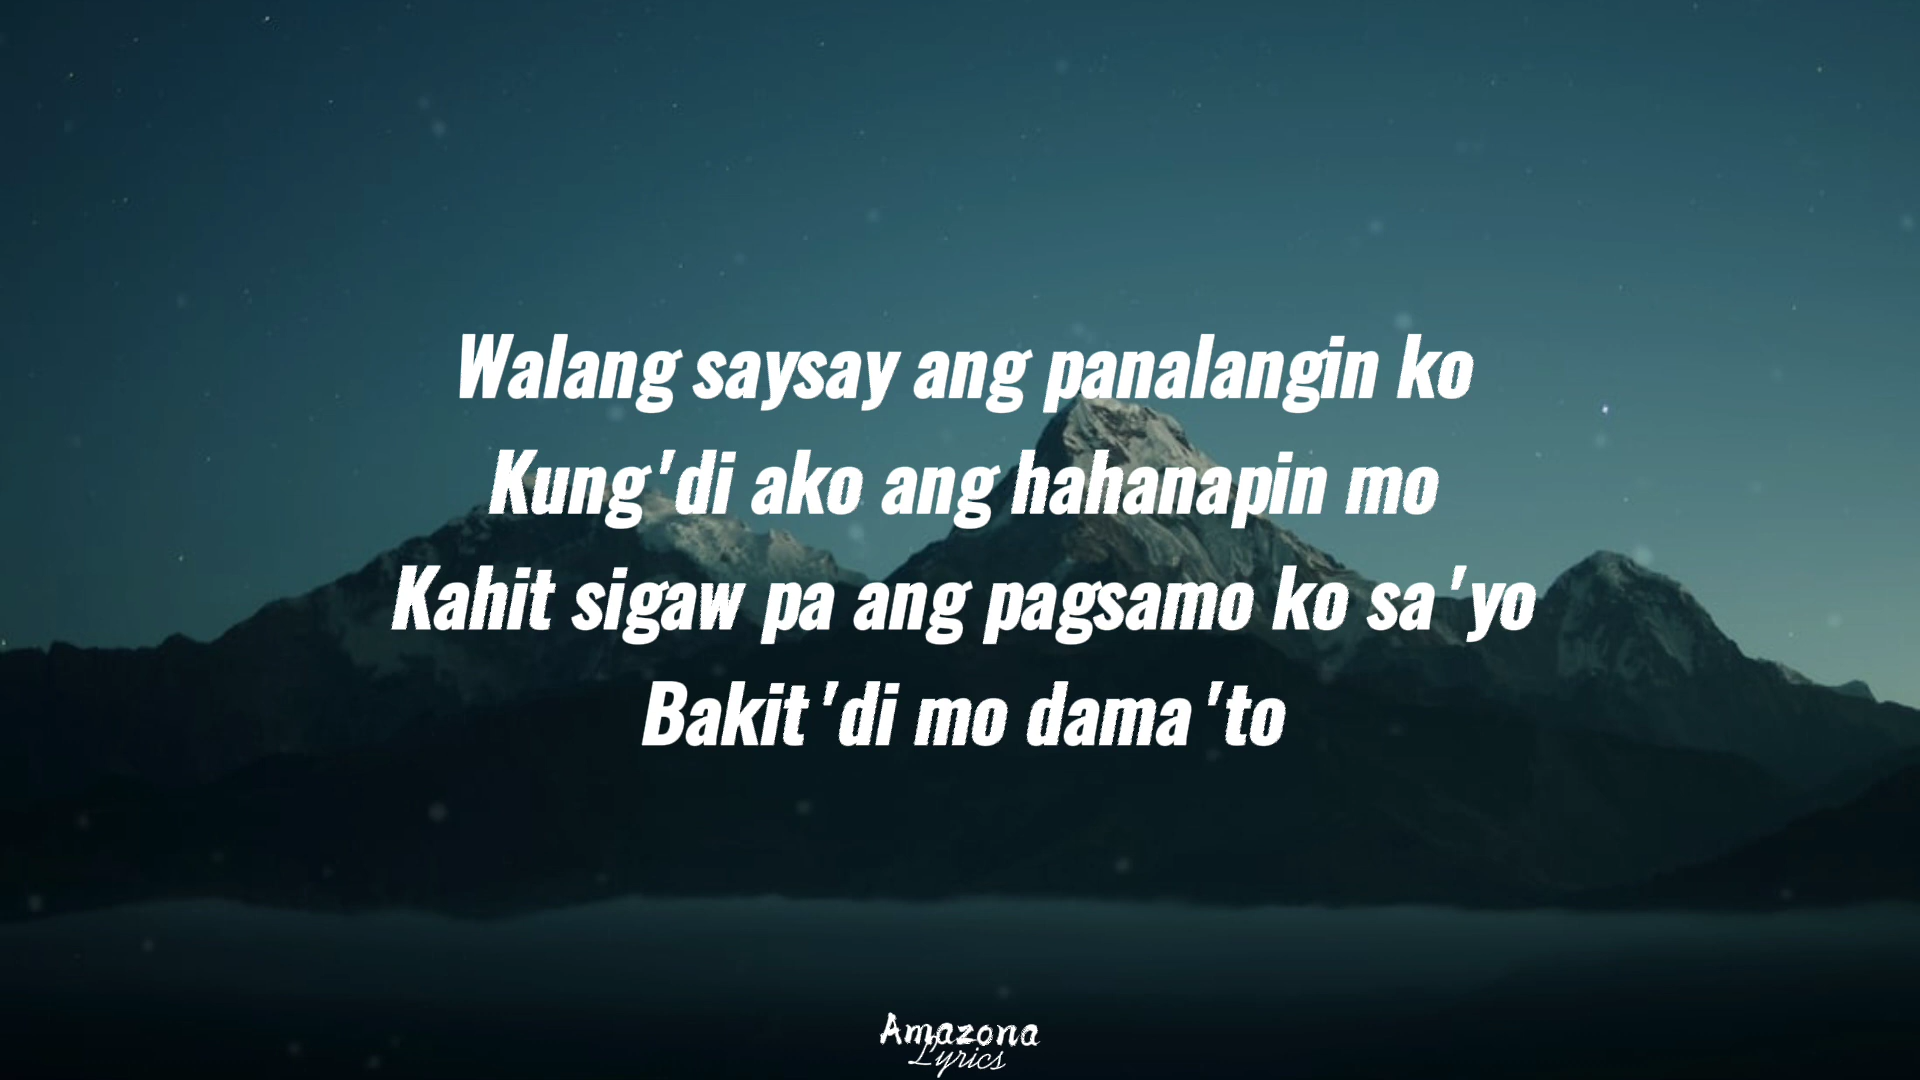 Walang saysay ang panalangin ko
Kung 'di ako ang hahanapin mo
Kahit sigaw pa ang pagsamo ko sa 'yo
Bakit 'di mo dama 'to
Amazona
Lyrics